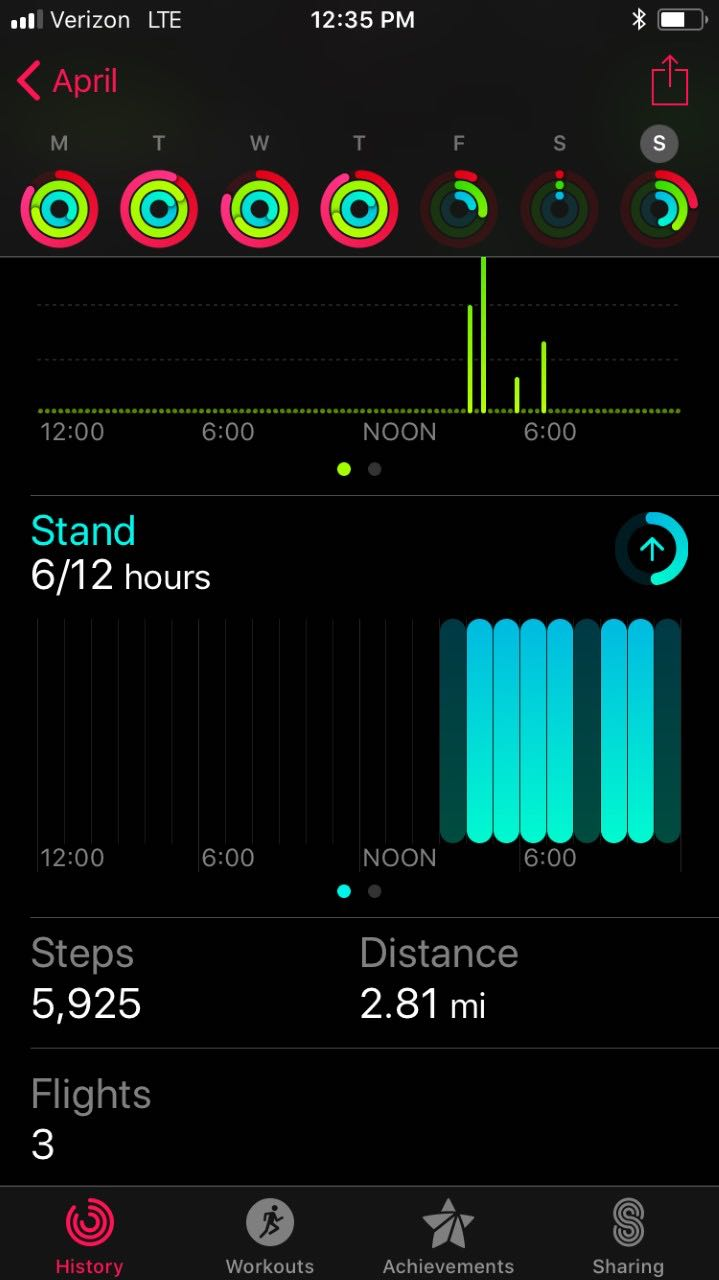 Verizon LTE 12:35 PM
April
M T W T F S S
12:00 6:00 NOON 6:00
Stand
6/12 hours
12:00 6:00 NOON 6:00
Steps Distance
5,925 2.81 mi
Flights
3
History Workouts Achievements Sharing